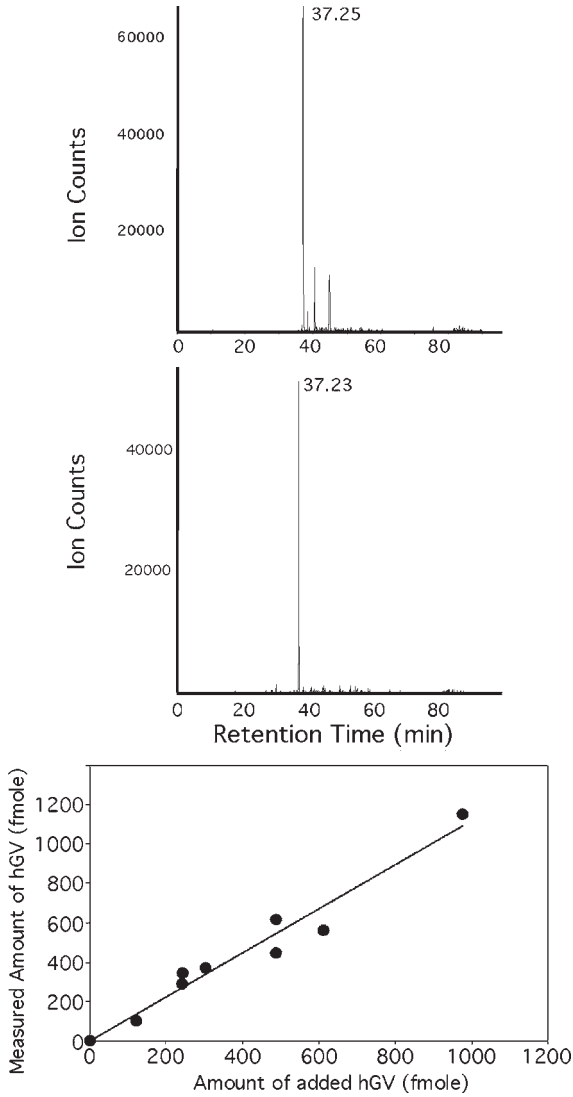 37.25
60000
40000
20000
Ion Counts
0 20 40 60 80
37.23
40000
20000
Ion Counts
0 20 40 60 80
Retention Time (min)
1200
1000
800
600
400
200
0
Measured Amount of hGV (fmole)
0 200 400 600 800 1000 1200
Amount of added hGV (fmole)